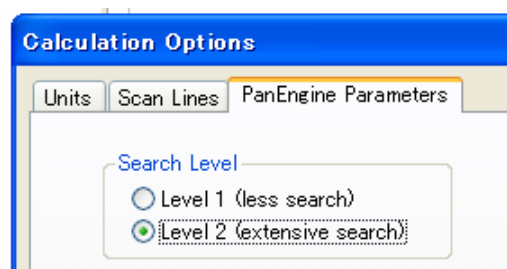 Calculation Options
Units Scan Lines PanEngine Parameters
Search Level
Level 1 (less search)
Level 2 (extensive search)